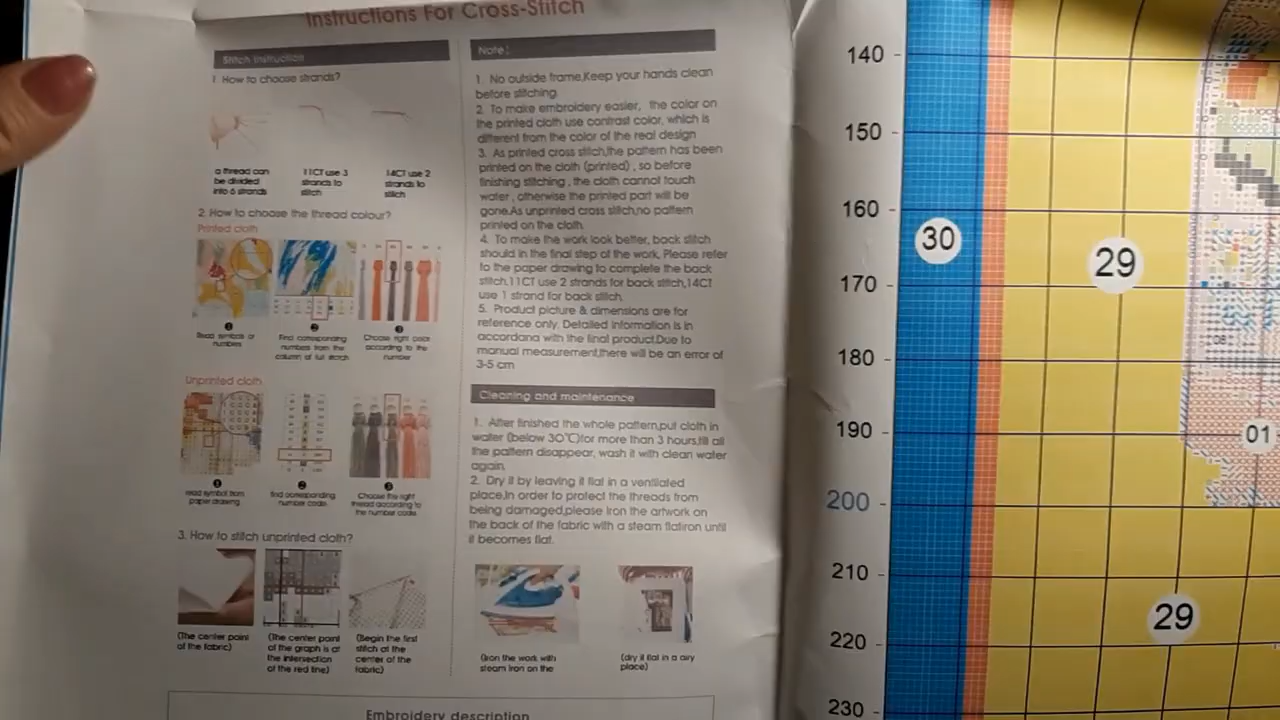 Instructions For Cross-Stitch
Stitch Instruction
1. How to choose strands?
a thread can
be divided
into 6 strands
11CT use 3
strands to
stitch
14CT use 2
strands to
stitch
2. How to choose the thread colour?
Printed cloth
1
Read symbols or
numbers
2
Find corresponding
numbers from the
column of full stitch
3
Choose right color
according to the
number
Unprinted cloth
1
read symbol from
paper drawing
2
find corresponding
number code
3
Choose the right
thread according to
the number code
3. How to stitch unprinted cloth?
(The center point
of the fabric)
(The center point
of the graph is at
the intersection
of the red line)
(Begin the first
stitch at the
center of the
fabric)
Note:
1. No outside frame,Keep your hands clean
before stitching.
2. To make embroidery easier, the color on
the printed cloth use contrast color, which is
different from the color of the real design
3. As printed cross stitch,the pattern has been
printed on the cloth (printed) , so before
finishing stitching , the cloth cannot touch
water , otherwise the printed part will be
gone.As unprinted cross stitch,no pattern
printed on the cloth.
4. To make the work look better, back stitch
should in the final step of the work, Please refer
to the paper drawing to complete the back
stitch.11CT use 2 strands for back stitch,14CT
use 1 strand for back stitch.
5. Product picture & dimensions are for
reference only. Detailed information is in
accordana with the final product.Due to
manual measurement,there will be an error of
3-5 cm
Cleaning and maintenance
1. After finished the whole pattern,put cloth in
water (below 30℃)for more than 3 hours,till all
the pattern disappear, wash it with clean water
again.
2. Dry it by leaving it flat in a ventilated
place,In order to protect the threads from
being damaged,please Iron the artwork on
the back of the fabric with a steam flatiron until
it becomes flat.
(Iron the work with
steam iron on the
(dry it flat in a airy
place)
Embroidery description
140
150
160
170
180
190
200
210
220
230
30
29
29
01